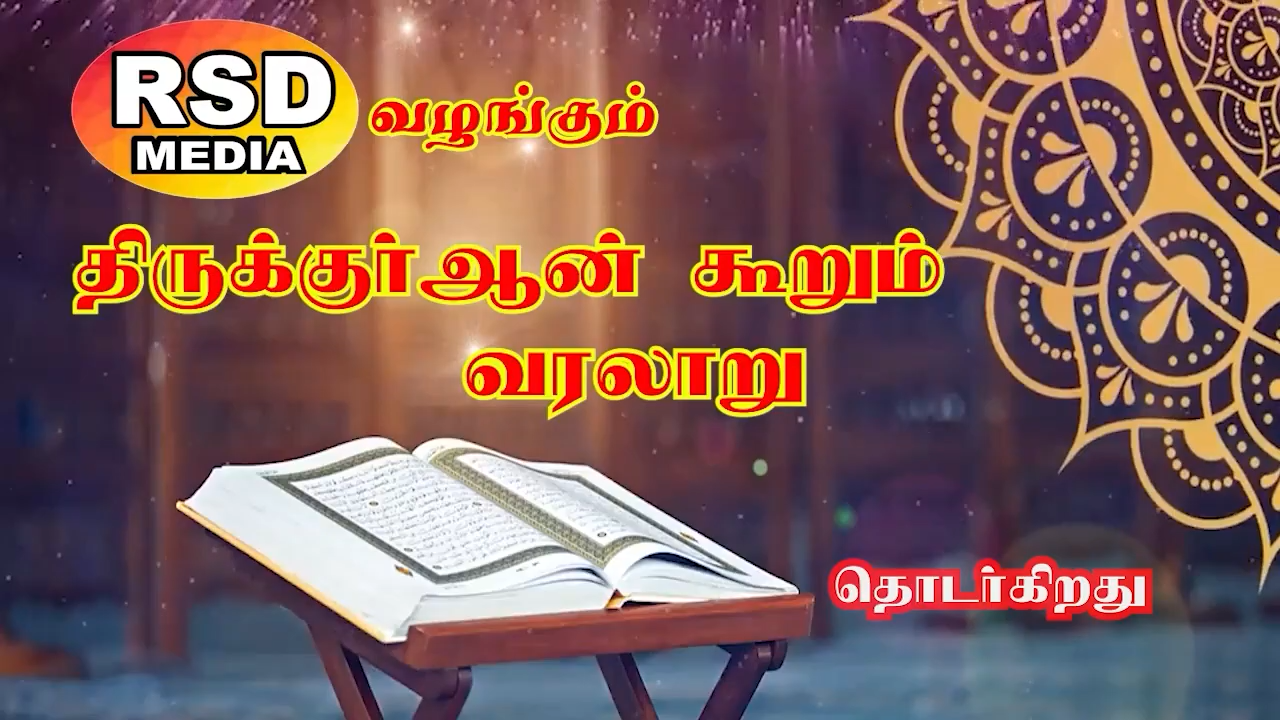 RSD
MEDIA
வழங்கும்
திருக்குர்ஆன் கூறும்
வரலாறு
தொடர்கிறது